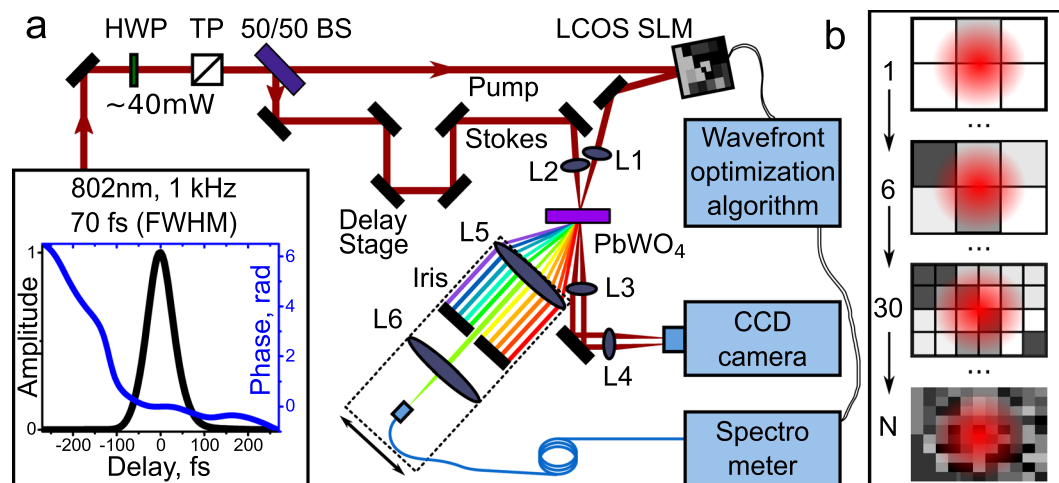 a
HWP
TP
50/50 BS
LCOS SLM
~40mW
Pump
Stokes
L1
L2
Delay
Stage
PbWO₄
L5
Iris
L3
L6
L4
Wavefront
optimization
algorithm
CCD
camera
Spectro
meter
802nm, 1 kHz
70 fs (FWHM)
Amplitude
Phase, rad
1
0
6
4
2
0
-200 -100 0 100 200
Delay, fs
b
1
...
6
...
30
...
N